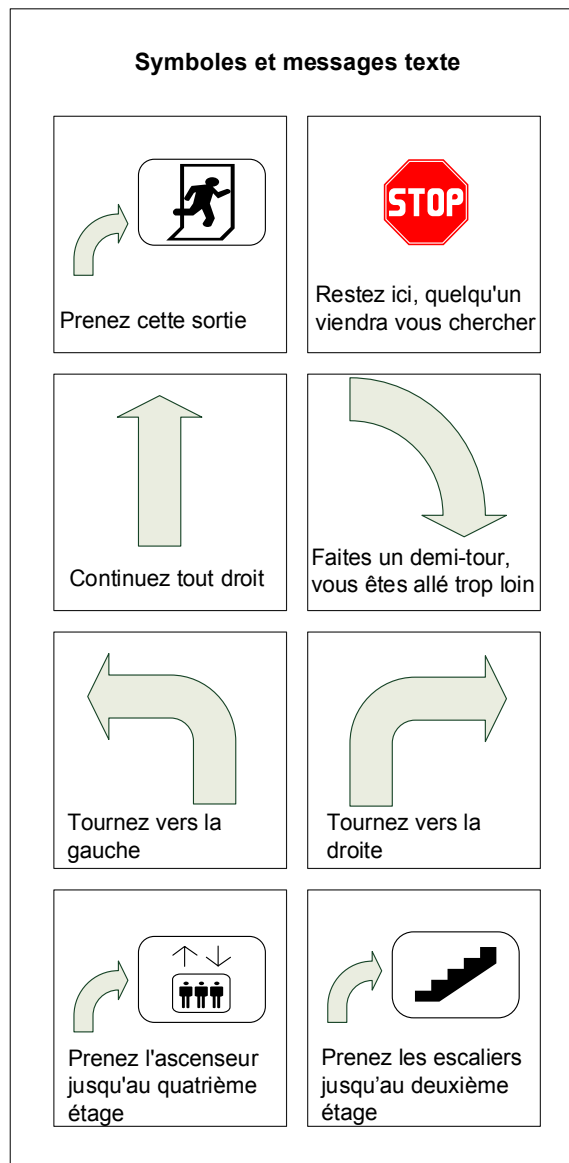 Symboles et messages texte
Prenez cette sortie
STOP
Restez ici, quelqu'un
viendra vous chercher
Continuez tout droit
Faites un demi-tour,
vous êtes allé trop loin
Tournez vers la
gauche
Tournez vers la
droite
Prenez l'ascenseur
jusqu'au quatrième
étage
Prenez les escaliers
jusqu’au deuxième
étage